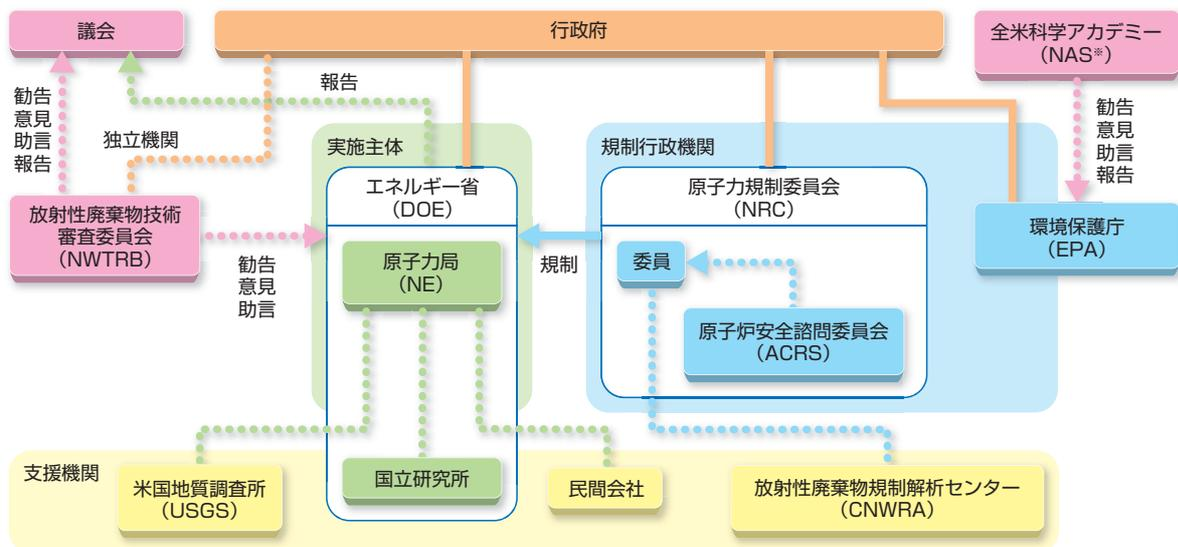 議会
行政府
全米科学アカデミー
(NAS※)
報告
勧告
意見
助言
報告
独立機関
勧告
意見
助言
報告
実施主体
規制行政機関
エネルギー省
(DOE)
原子力規制委員会
(NRC)
放射性廃棄物技術
審査委員会
(NWTRB)
環境保護庁
(EPA)
勧告
意見
助言
原子力局
(NE)
規制
委員
原子炉安全諮問委員会
(ACRS)
支援機関
米国地質調査所
(USGS)
国立研究所
民間会社
放射性廃棄物規制解析センター
(CNWRA)